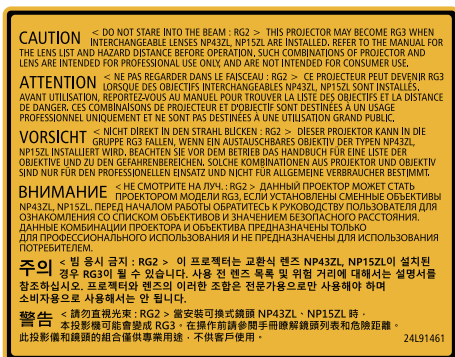 CAUTION < DO NOT STARE INTO THE BEAM : RG2 > THIS PROJECTOR MAY BECOME RG3 WHEN
INTERCHANGEABLE LENSES NP43ZL, NP15ZL ARE INSTALLED. REFER TO THE MANUAL FOR
THE LENS LIST AND HAZARD DISTANCE BEFORE OPERATION, SUCH COMBINATIONS OF PROJECTOR AND
LENS ARE INTENDED FOR PROFESSIONAL USE ONLY, AND ARE NOT INTENDED FOR CONSUMER USE.
ATTENTION < NE PAS REGARDER DANS LE FAISCEAU : RG2 > CE PROJECTEUR PEUT DEVENIR RG3
LORSQUE DES OBJECTIFS INTERCHANGEABLES NP43ZL, NP15ZL SONT INSTALLÉS.
AVANT UTILISATION, REPORTEZ-VOUS AU MANUEL POUR TROUVER LA LISTE DES OBJECTIFS ET LA DISTANCE
DE DANGER. CES COMBINAISONS DE PROJECTEUR ET D'OBJECTIF SONT DESTINÉES À UN USAGE
PROFESSIONNEL UNIQUEMENT ET NE SONT PAS DESTINÉES À UNE UTILISATION GRAND PUBLIC.
VORSICHT < NICHT DIREKT IN DEN STRAHL BLICKEN : RG2 > DIESER PROJEKTOR KANN IN DIE
GRUPPE RG3 FALLEN, WENN EIN AUSTAUSCHBARES OBJEKTIV DER TYPEN NP43ZL,
NP15ZL INSTALLIERT WIRD. BEACHTEN SIE VOR DEM BETRIEB DAS HANDBUCH FÜR EINE LISTE DER
OBJEKTIVE UND ZU DEN GEFAHRENBEREICHEN. SOLCHE KOMBINATIONEN AUS PROJEKTOR UND OBJEKTIV
SIND NUR FÜR DEN PROFESSIONELLEN EINSATZ UND NICHT FÜR ALLGEMEINE VERBRAUCHER BESTIMMT.
ВНИМАНИЕ < НЕ СМОТРИТЕ НА ЛУЧ. : RG2 > ДАННЫЙ ПРОЕКТОР МОЖЕТ СТАТЬ
ПРОЕКТОРОМ МОДЕЛИ RG3, ЕСЛИ УСТАНОВЛЕНЫ СМЕННЫЕ ОБЪЕКТИВЫ
NP43ZL, NP15ZL. ПЕРЕД НАЧАЛОМ РАБОТЫ ОБРАТИТЕСЬ К РУКОВОДСТВУ ПОЛЬЗОВАТЕЛЯ ДЛЯ
ОЗНАКОМЛЕНИЯ СО СПИСКОМ ОБЪЕКТИВОВ И ЗНАЧЕНИЕМ БЕЗОПАСНОГО РАССТОЯНИЯ.
ДАННЫЕ КОМБИНАЦИИ ПРОЕКТОРА И ОБЪЕКТИВА ПРЕДНАЗНАЧЕНЫ ТОЛЬКО
ДЛЯ ПРОФЕССИОНАЛЬНОГО ИСПОЛЬЗОВАНИЯ И НЕ ПРЕДНАЗНАЧЕНЫ ДЛЯ ИСПОЛЬЗОВАНИЯ
ПОТРЕБИТЕЛЕМ.
주의 < 빔 응시 금지 : RG2 > 이 프로젝터는 교환식 렌즈 NP43ZL, NP15ZL이 설치된
경우 RG3이 될 수 있습니다. 사용 전 렌즈 목록 및 위험 거리에 대해서는 설명서를
참조하십시오. 프로젝터와 렌즈의 이러한 조합은 전문가용으로만 사용해야 하며
소비자용으로 사용해서는 안 됩니다.
警告 < 請勿直視光束 : RG2 > 當安裝可換式鏡頭 NP43ZL、NP15ZL 時，
本投影機可能會變成 RG3。在操作前請參閱手冊瞭解鏡頭列表和危險距離。
此投影儀和鏡頭的組合僅供專業用途，不供客戶使用。
24L91461